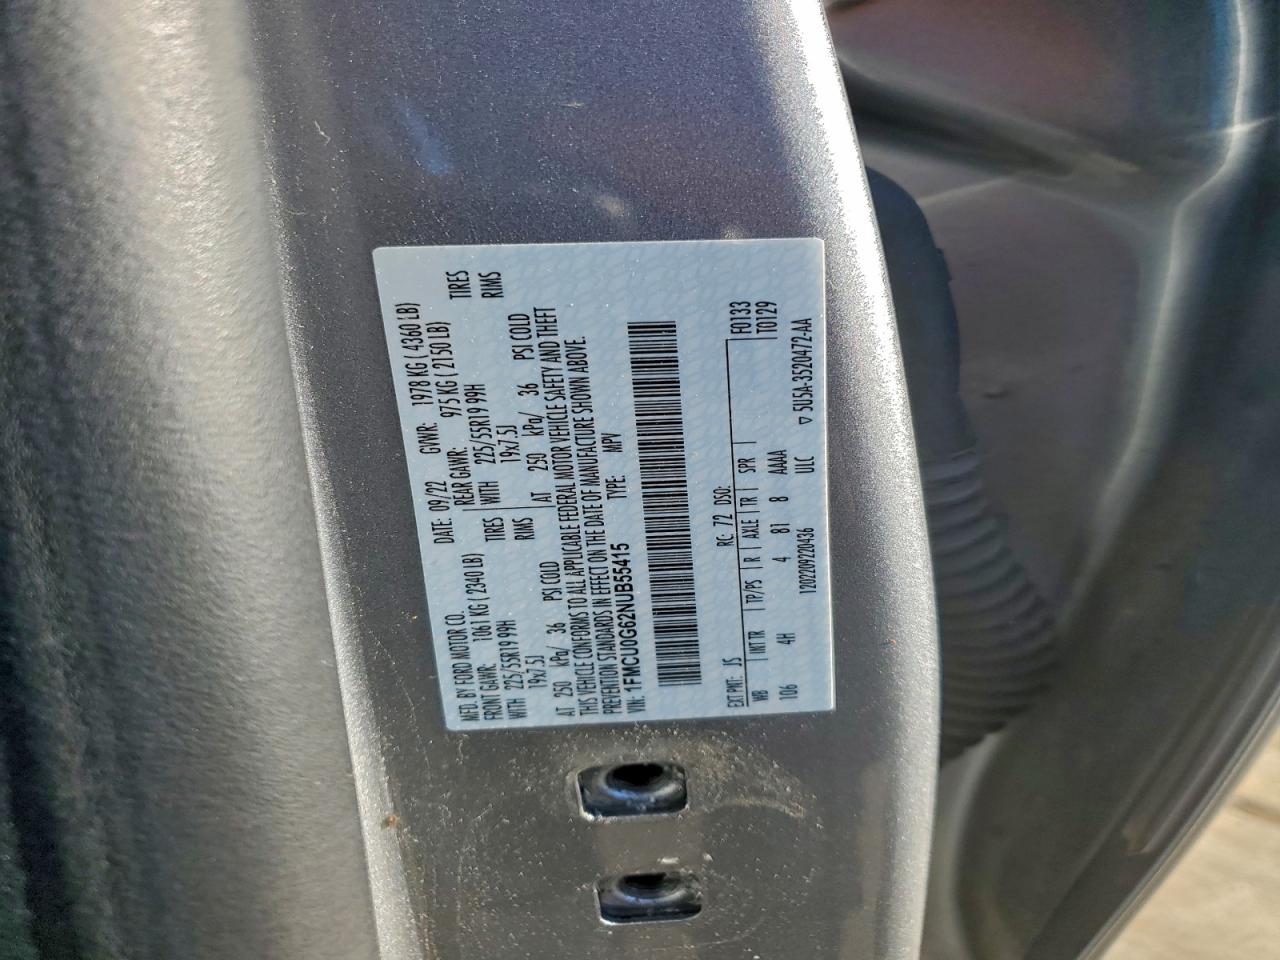 MFD. BY FORD MOTOR CO. DATE: 09/22 GVWR: 1978 KG ( 4360 LB)
FRONT GAWR: 1061 KG ( 2340 LB) REAR GAWR: 975 KG ( 2150 LB)
WITH 225/55R19 99H TIRES WITH 225/55R19 99H TIRES
19x7.5J RIMS 19x7.5J RIMS
AT 250 kPa/ 36 PSI COLD AT 250 kPa/ 36 PSI COLD
THIS VEHICLE CONFORMS TO ALL APPLICABLE FEDERAL MOTOR VEHICLE SAFETY AND THEFT
PREVENTION STANDARDS IN EFFECT ON THE DATE OF MANUFACTURE SHOWN ABOVE.
VIN: 1FMCU0G62NUB55415 TYPE: MPV
EXT PNT: JS RC: 72 DSO: F0133
WB INT TR TP/PS R AXLE TR SPR T0129
106 4H 4 81 8 AAAA
1202209220436 ULC ▽ 5U5A-3520472-AA